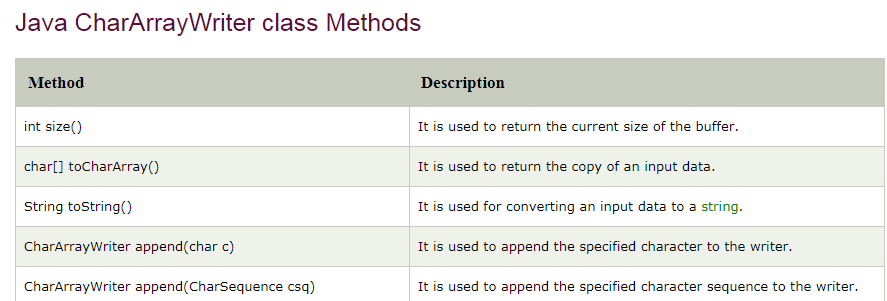 Java CharArrayWriter class Methods
Method Description
int size() It is used to return the current size of the buffer.
char[] toCharArray() It is used to return the copy of an input data.
String toString() It is used for converting an input data to a string.
CharArrayWriter append(char c) It is used to append the specified character to the writer.
CharArrayWriter append(CharSequence csq) It is used to append the specified character sequence to the writer.